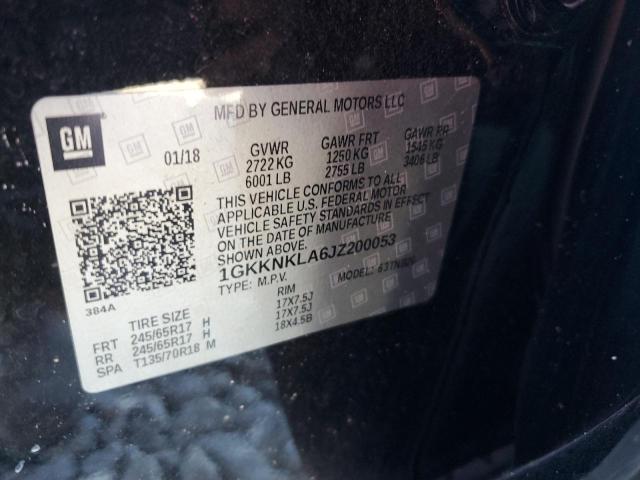 MFD BY GENERAL MOTORS LLC
GM
01/18
GVWR
2722 KG
6001 LB
GAWR FRT
1250 KG
2755 LB
GAWR RR
1545 KG
3406 LB
THIS VEHICLE CONFORMS TO ALL
APPLICABLE U.S. FEDERAL MOTOR
VEHICLE SAFETY STANDARDS IN EFFECT
ON THE DATE OF MANUFACTURE
SHOWN ABOVE.
1GKKNKLA6JZ200053
TYPE: M.P.V.
MODEL:
384A
TIRE SIZE
RIM
FRT 245/65R17 H 17X7.5J
RR 245/65R17 H 17X7.5J
SPA T135/70R18 M 18X4.5B